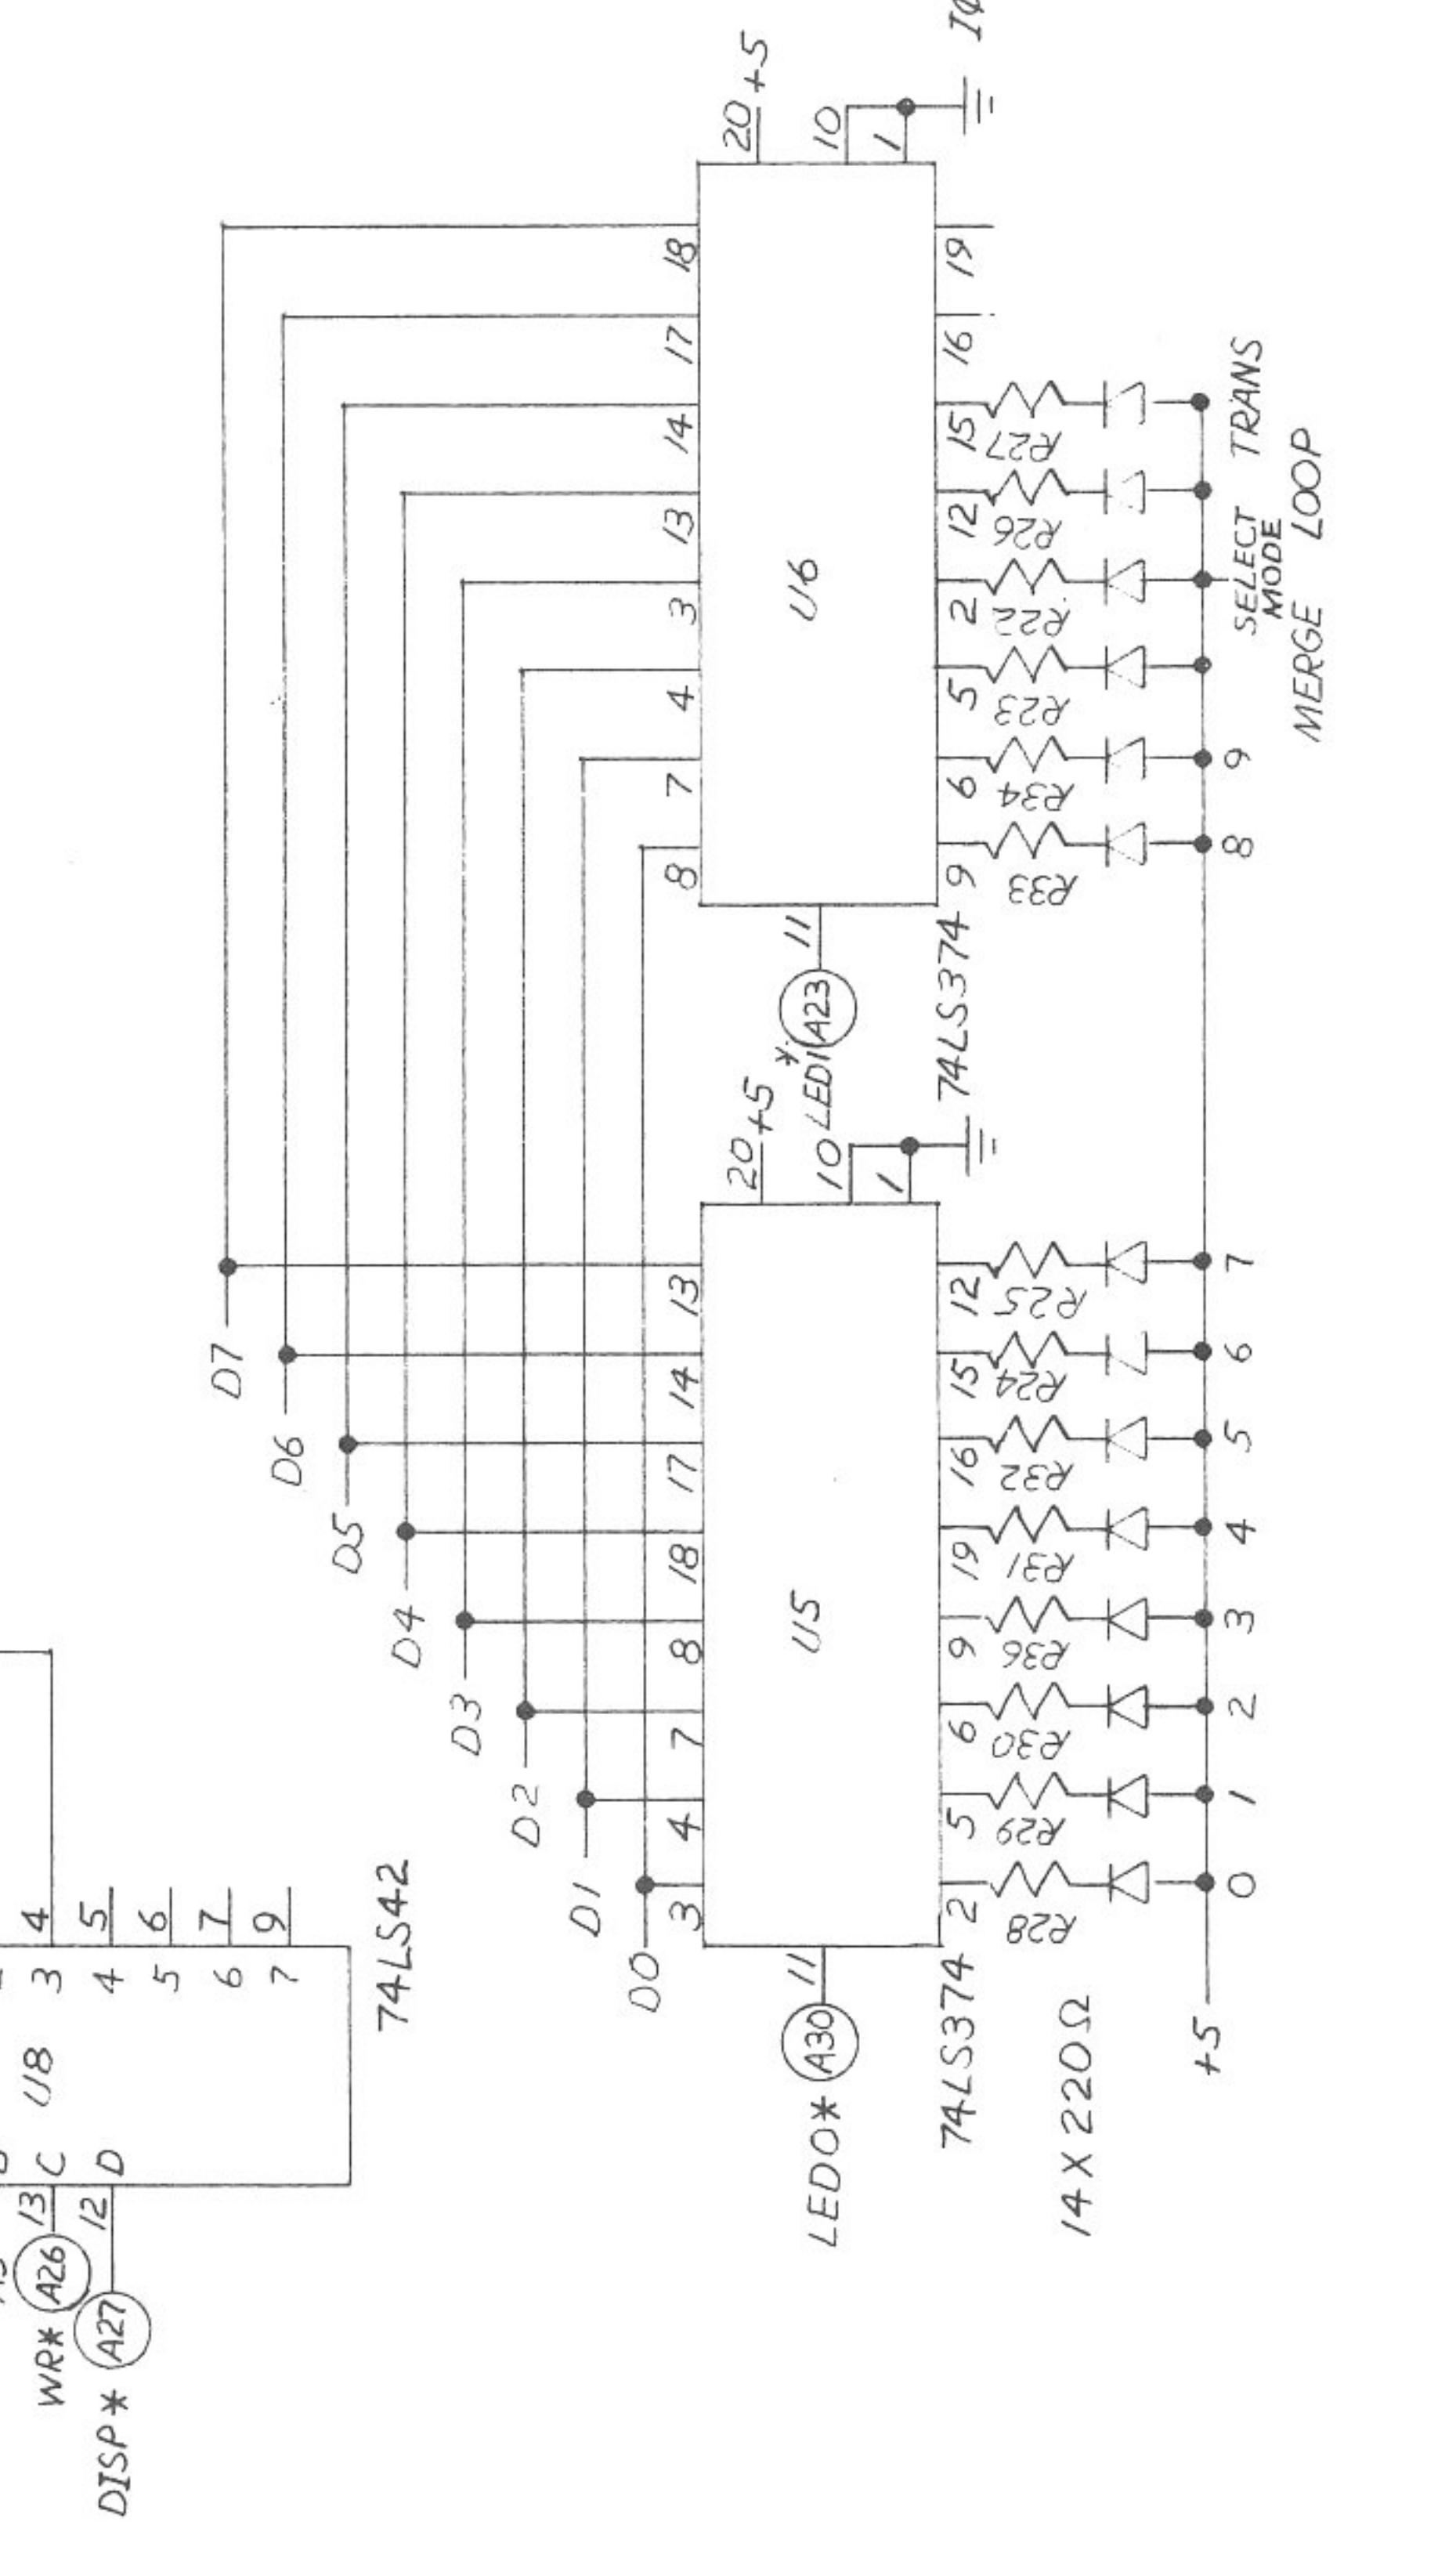 WR* A26 13 C
DISP* A27 12 D
U8
3 4
4 5
5 6
6 7
7 9
74LS42
D7
D6
D5
D4
D3
D2
D1
D0
3 4 7 8 18 17 14 13
8 7 4 3 13 14 17 18
LED0* A30 11
U5
20 +5
10
1
LED1* A23 11
U6
20 +5
10
1
74LS374
2 5 6 9 19 16 15 12
74LS374
9 6 5 2 12 15 16 19
R28 R29 R30 R36 R31 R32 R24 R25
R33 R34 R23 R22 R26 R27
14 X 220Ω
+5
0 1 2 3 4 5 6 7 8 9
SELECT TRANS
MODE
MERGE LOOP